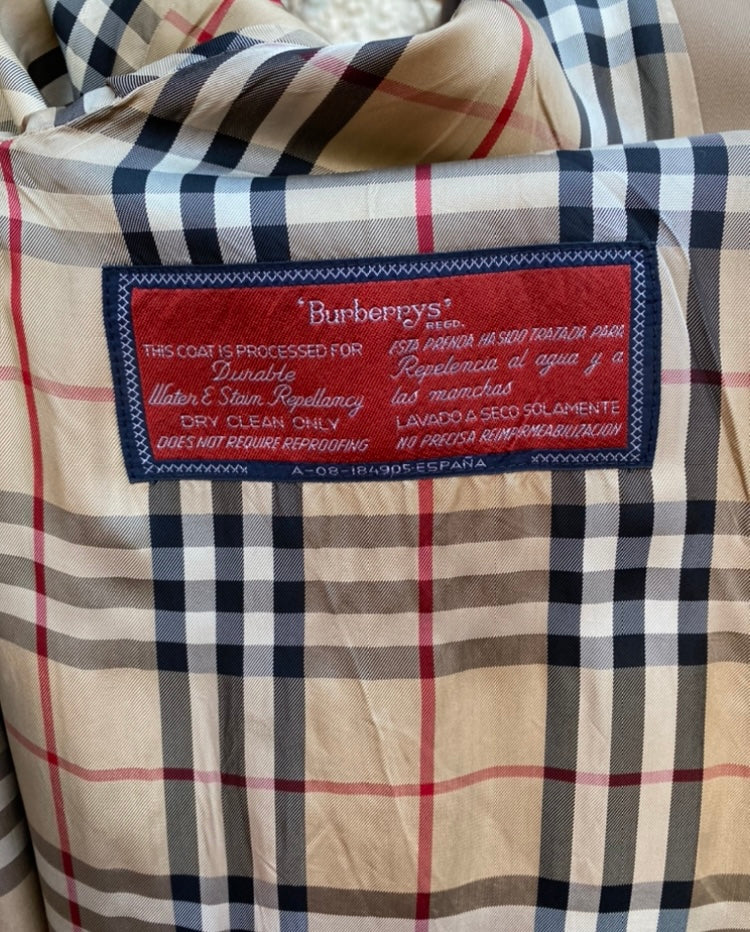 'Burberrys'
REGD.
THIS COAT IS PROCESSED FOR
Durable
Water & Stain Repellancy
DRY CLEAN ONLY
DOES NOT REQUIRE REPROOFING
ESTA PRENDA HA SIDO TRATADA PARA
Repelencia al agua y a
las manchas
LAVADO A SECO SOLAMENTE
NO PRECISA REIMPERMEABILIZACION
A-08-184905-ESPAÑA